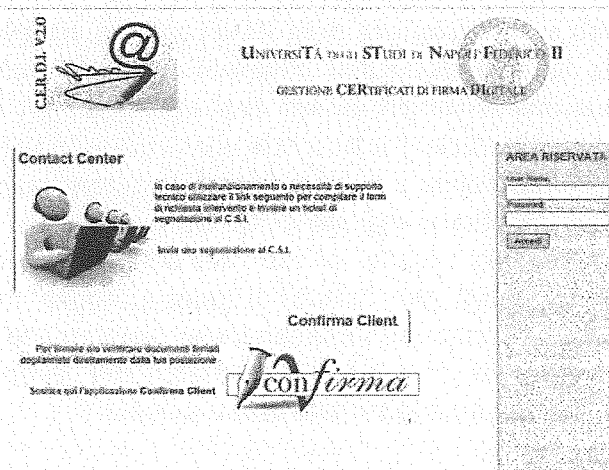 C.E.R.D.I. V.2.0
UNIVERSITÀ DEGLI STUDI DI NAPOLI FEDERICO II
GESTIONE CERTIFICATI DI FIRMA DIGITALE
Contact Center
In caso di malfunzionamento o necessità di supporto
tecnico utilizzare il link seguente per compilare il form
di richiesta intervento e inviare un ticket di
segnalazione al C.S.I.
Invia una segnalazione al C.S.I.
AREA RISERVATA
User Name:
Password:
Accedi
Confirma Client
Per firmare e/o verificare documenti firmati
digitalmente direttamente dalla tua postazione
Scarica qui l'applicazione Confirma Client
confirma